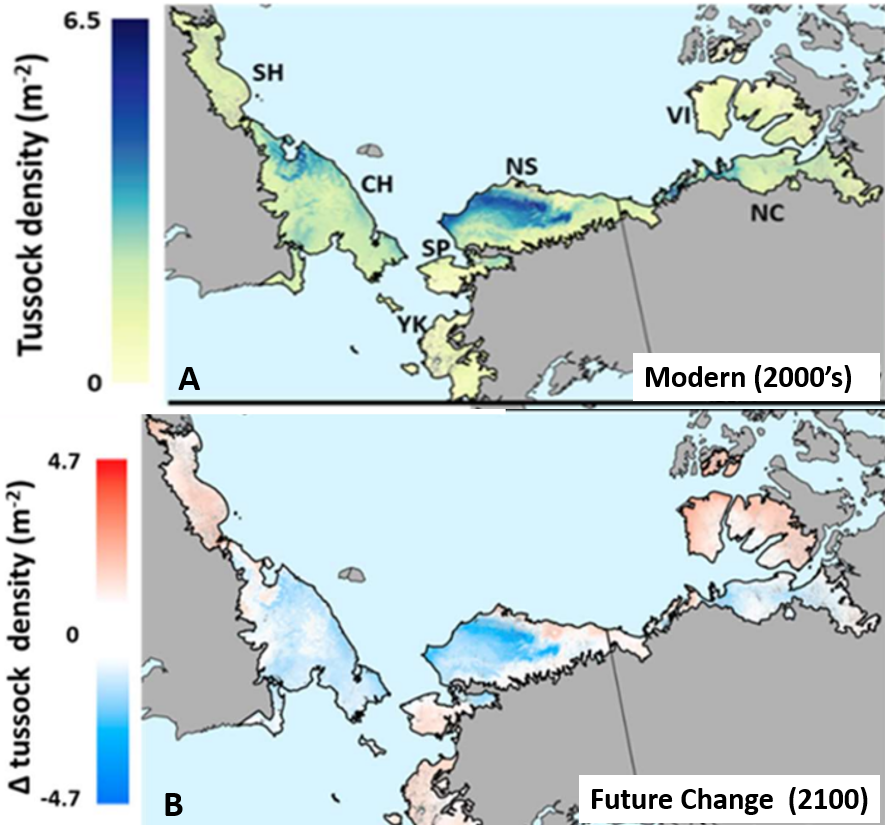 6.5
Tussock density (m-2)
0
SH
CH
NS
SP
YK
VI
NC
A
Modern (2000’s)
4.7
Δ tussock density (m-2)
0
-4.7
B
Future Change (2100)